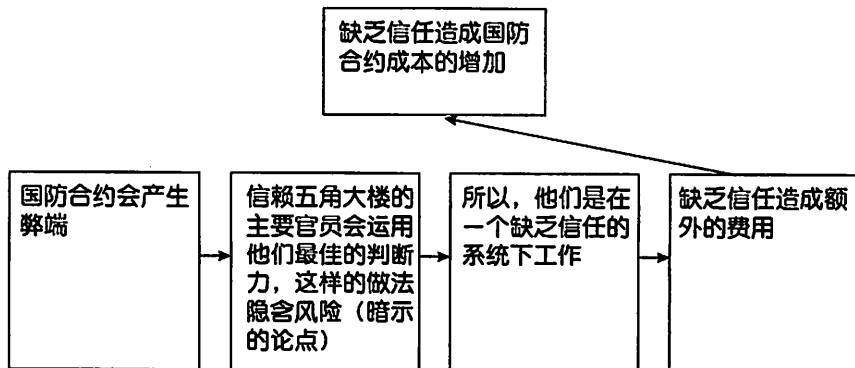 缺乏信任造成国防
合约成本的增加
国防合约会产生
弊端
信赖五角大楼的
主要官员会运用
他们最佳的判断
力，这样的做法
隐含风险（暗示
的论点）
所以，他们是在
一个缺乏信任的
系统下工作
缺乏信任造成额
外的费用